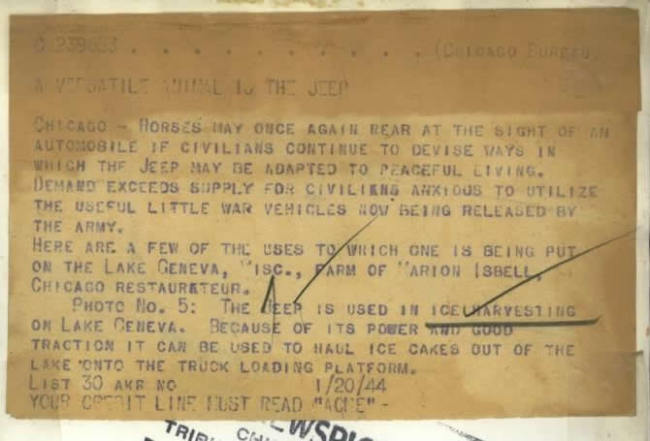 (CHICAGO BUREAU)
A VERSATILE ANIMAL IS THE JEEP
CHICAGO - HORSES MAY ONCE AGAIN REAR AT THE SIGHT OF AN
AUTOMOBILE IF CIVILIANS CONTINUE TO DEVISE WAYS IN
WHICH THE JEEP MAY BE ADAPTED TO PEACEFUL LIVING.
DEMAND EXCEEDS SUPPLY FOR CIVILIANS ANXIOUS TO UTILIZE
THE USEFUL LITTLE WAR VEHICLES NOW BEING RELEASED BY
THE ARMY.
HERE ARE A FEW OF THE USES TO WHICH ONE IS BEING PUT
ON THE LAKE GENEVA, WISC., FARM OF MARION ISBELL,
CHICAGO RESTAURATEUR.
PHOTO NO. 5: THE JEEP IS USED IN ICE HARVESTING
ON LAKE GENEVA. BECAUSE OF ITS POWER AND GOOD
TRACTION IT CAN BE USED TO HAUL ICE CAKES OUT OF THE
LAKE ONTO THE TRUCK LOADING PLATFORM.
LIST 30 AKR NO 1/20/44
YOUR CREDIT LINE MUST READ "ACME" -